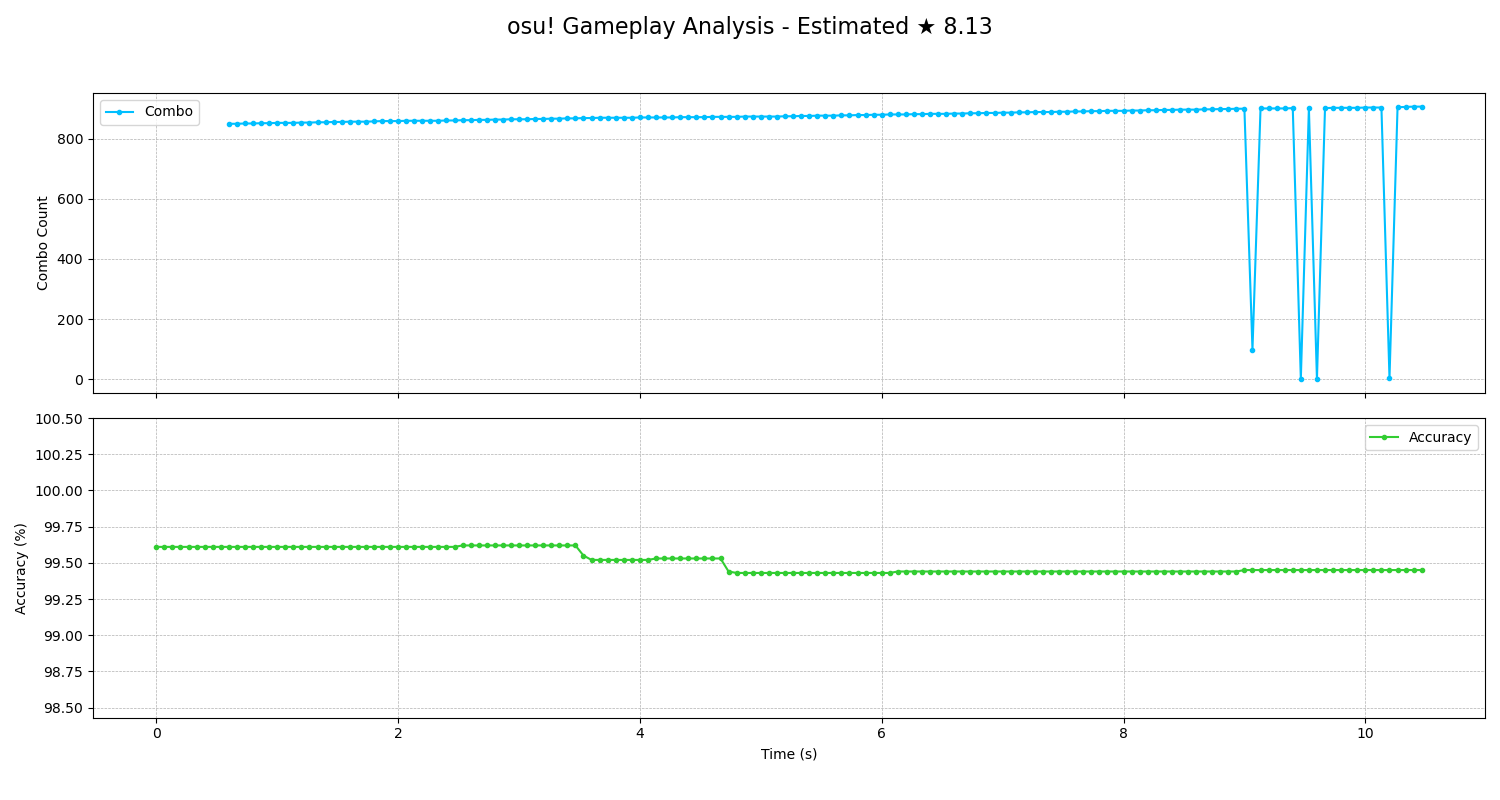 osu! Gameplay Analysis - Estimated ★ 8.13
Combo
800
600
400
200
0
Combo Count
100.50
100.25
100.00
99.75
99.50
99.25
99.00
98.75
98.50
Accuracy (%)
Accuracy
0 2 4 6 8 10
Time (s)